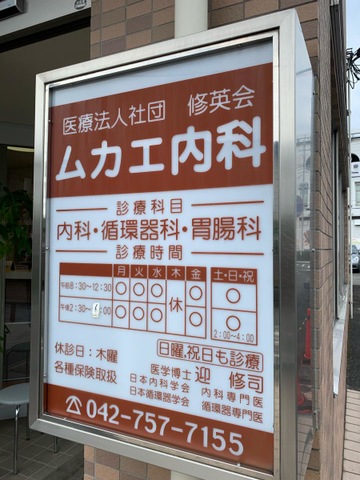 医療法人社団　修英会
ムカエ内科
診療科目
内科・循環器科・胃腸科
診療時間
月 火 水 木 金 土・日・祝
午前8:30〜12:30 ○ ○ ○ 休 ○ ○
午後2:30〜6:00 ○ ○ ○ ○ ○
2:00〜4:00
日曜、祝日も診療
休診日：木曜
各種保険取扱
医学博士 迎　修司
日本内科学会　内科専門医
日本循環器学会　循環器専門医
☎042-757-7155